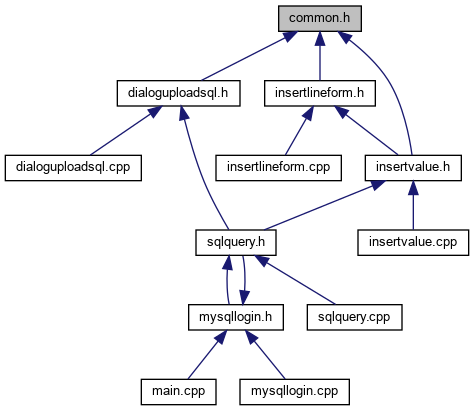 common.h
dialoguploadsql.h
insertlineform.h
dialoguploadsql.cpp
insertlineform.cpp
insertvalue.h
sqlquery.h
insertvalue.cpp
mysqllogin.h
sqlquery.cpp
main.cpp
mysqllogin.cpp